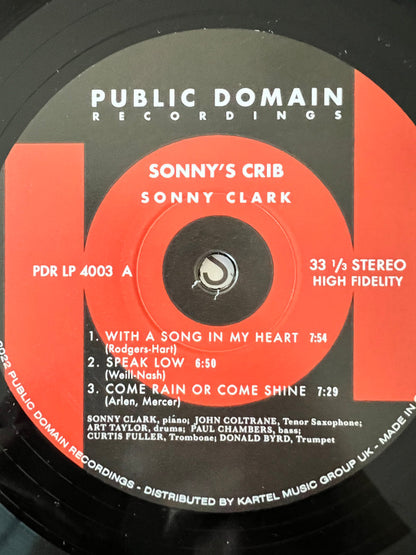 PUBLIC DOMAIN
RECORDINGS
SONNY'S CRIB
SONNY CLARK
PDR LP 4003 A
33 1/3 STEREO
HIGH FIDELITY
1. WITH A SONG IN MY HEART 7:54
(Rodgers-Hart)
2. SPEAK LOW 6:50
(Weill-Nash)
3. COME RAIN OR COME SHINE 7:29
(Arlen, Mercer)
SONNY CLARK, piano; JOHN COLTRANE, Tenor Saxophone;
ART TAYLOR, drums; PAUL CHAMBERS, bass;
CURTIS FULLER, Trombone; DONALD BYRD, Trumpet
2022 PUBLIC DOMAIN RECORDINGS - DISTRIBUTED BY KARTEL MUSIC GROUP UK - MADE IN